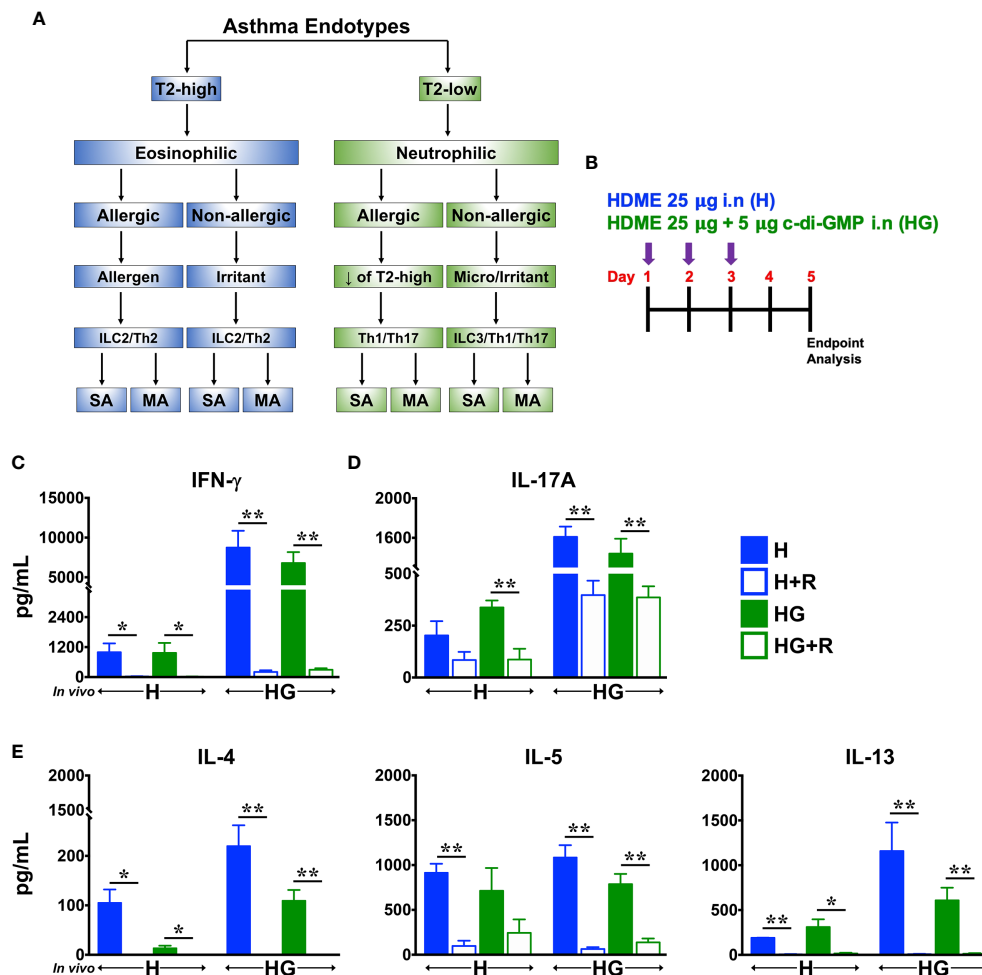 A
Asthma Endotypes
T2-high
T2-low
Eosinophilic
Neutrophilic
Allergic
Non-allergic
Allergic
Non-allergic
Allergen
Irritant
↓ of T2-high
Micro/Irritant
ILC2/Th2
ILC2/Th2
Th1/Th17
ILC3/Th1/Th17
SA
MA
SA
MA
SA
MA
SA
MA
B
HDME 25 μg i.n (H)
HDME 25 μg + 5 μg c-di-GMP i.n (HG)
Day 1 2 3 4 5
Endpoint
Analysis
C
IFN-γ
pg/mL
15000
10000
5000
2400
1200
0
* * ** **
In vivo H HG
D
IL-17A
2000
1600
500
250
0
** ** **
H HG
H
H+R
HG
HG+R
E
IL-4
pg/mL
2000
1000
200
100
0
* * ** **
In vivo H HG
IL-5
2000
1500
1000
500
0
** ** **
H HG
IL-13
2000
1500
1000
500
0
** * ** **
H HG